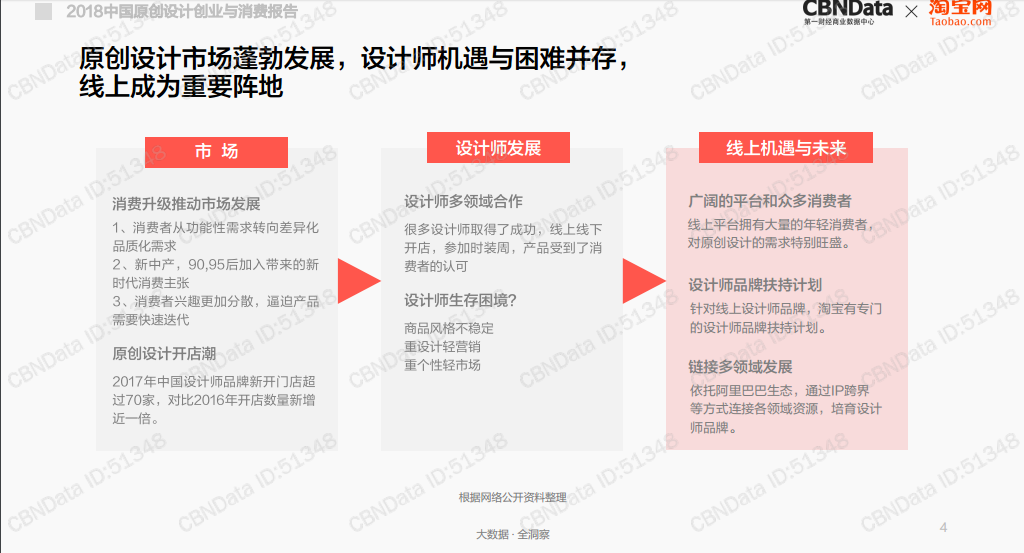 2018中国原创设计创业与消费报告
CBNData
第一财经商业数据中心
×
淘宝网
Taobao.com
原创设计市场蓬勃发展，设计师机遇与困难并存，
线上成为重要阵地
市 场
消费升级推动市场发展
1、消费者从功能性需求转向差异化
品质化需求
2、新中产，90,95后加入带来的新
时代消费主张
3、消费者兴趣更加分散，逼迫产品
需要快速迭代
原创设计开店潮
2017年中国设计师品牌新开门店超
过70家，对比2016年开店数量新增
近一倍。
设计师发展
设计师多领域合作
很多设计师取得了成功，线上线下
开店，参加时装周，产品受到了消
费者的认可
设计师生存困境?
商品风格不稳定
重设计轻营销
重个性轻市场
线上机遇与未来
广阔的平台和众多消费者
线上平台拥有大量的年轻消费者，
对原创设计的需求特别旺盛。
设计师品牌扶持计划
针对线上设计师品牌，淘宝有专门
的设计师品牌扶持计划。
链接多领域发展
依托阿里巴巴生态，通过IP跨界
等方式连接各领域资源，培育设计
师品牌。
根据网络公开资料整理
大数据 · 全洞察
4
CBNData ID:51348